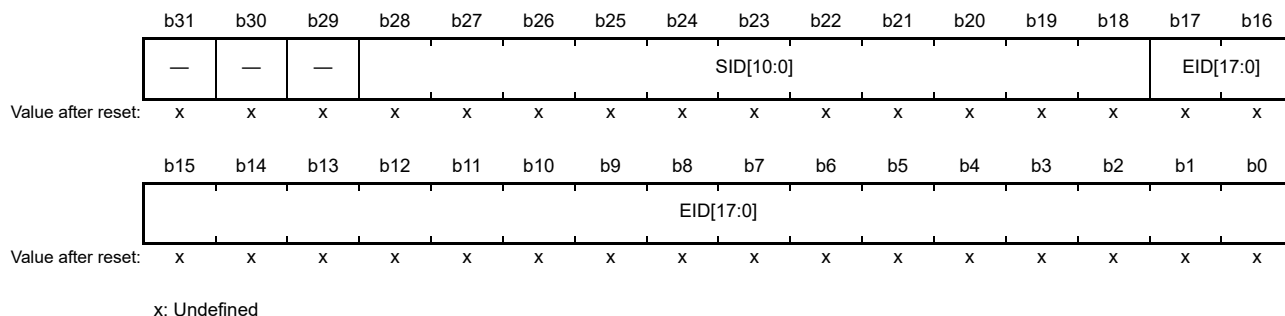 b31 b30 b29 b28 b27 b26 b25 b24 b23 b22 b21 b20 b19 b18 b17 b16
— — — SID[10:0] EID[17:0]
Value after reset: x x x x x x x x x x x x x x x x
b15 b14 b13 b12 b11 b10 b9 b8 b7 b6 b5 b4 b3 b2 b1 b0
EID[17:0]
Value after reset: x x x x x x x x x x x x x x x x
x: Undefined